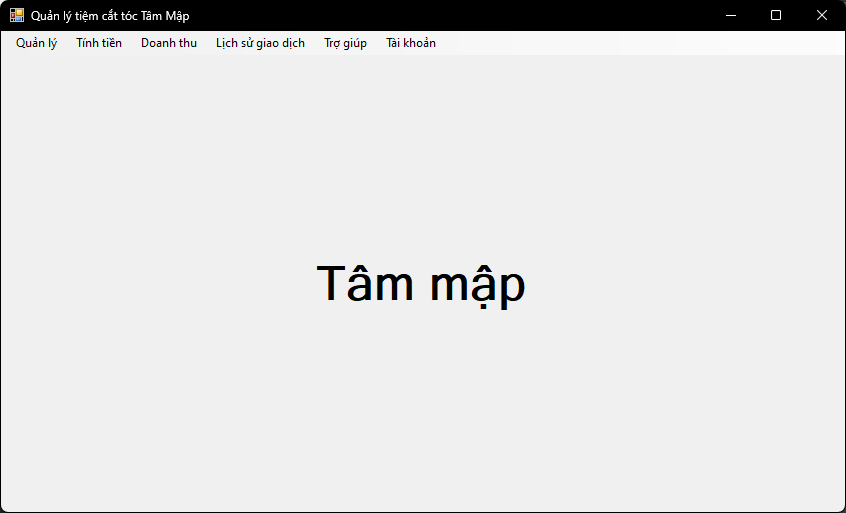 Quản lý tiệm cắt tóc Tâm Mập
Quản lý Tính tiền Doanh thu Lịch sử giao dịch Trợ giúp Tài khoản
Tâm mập